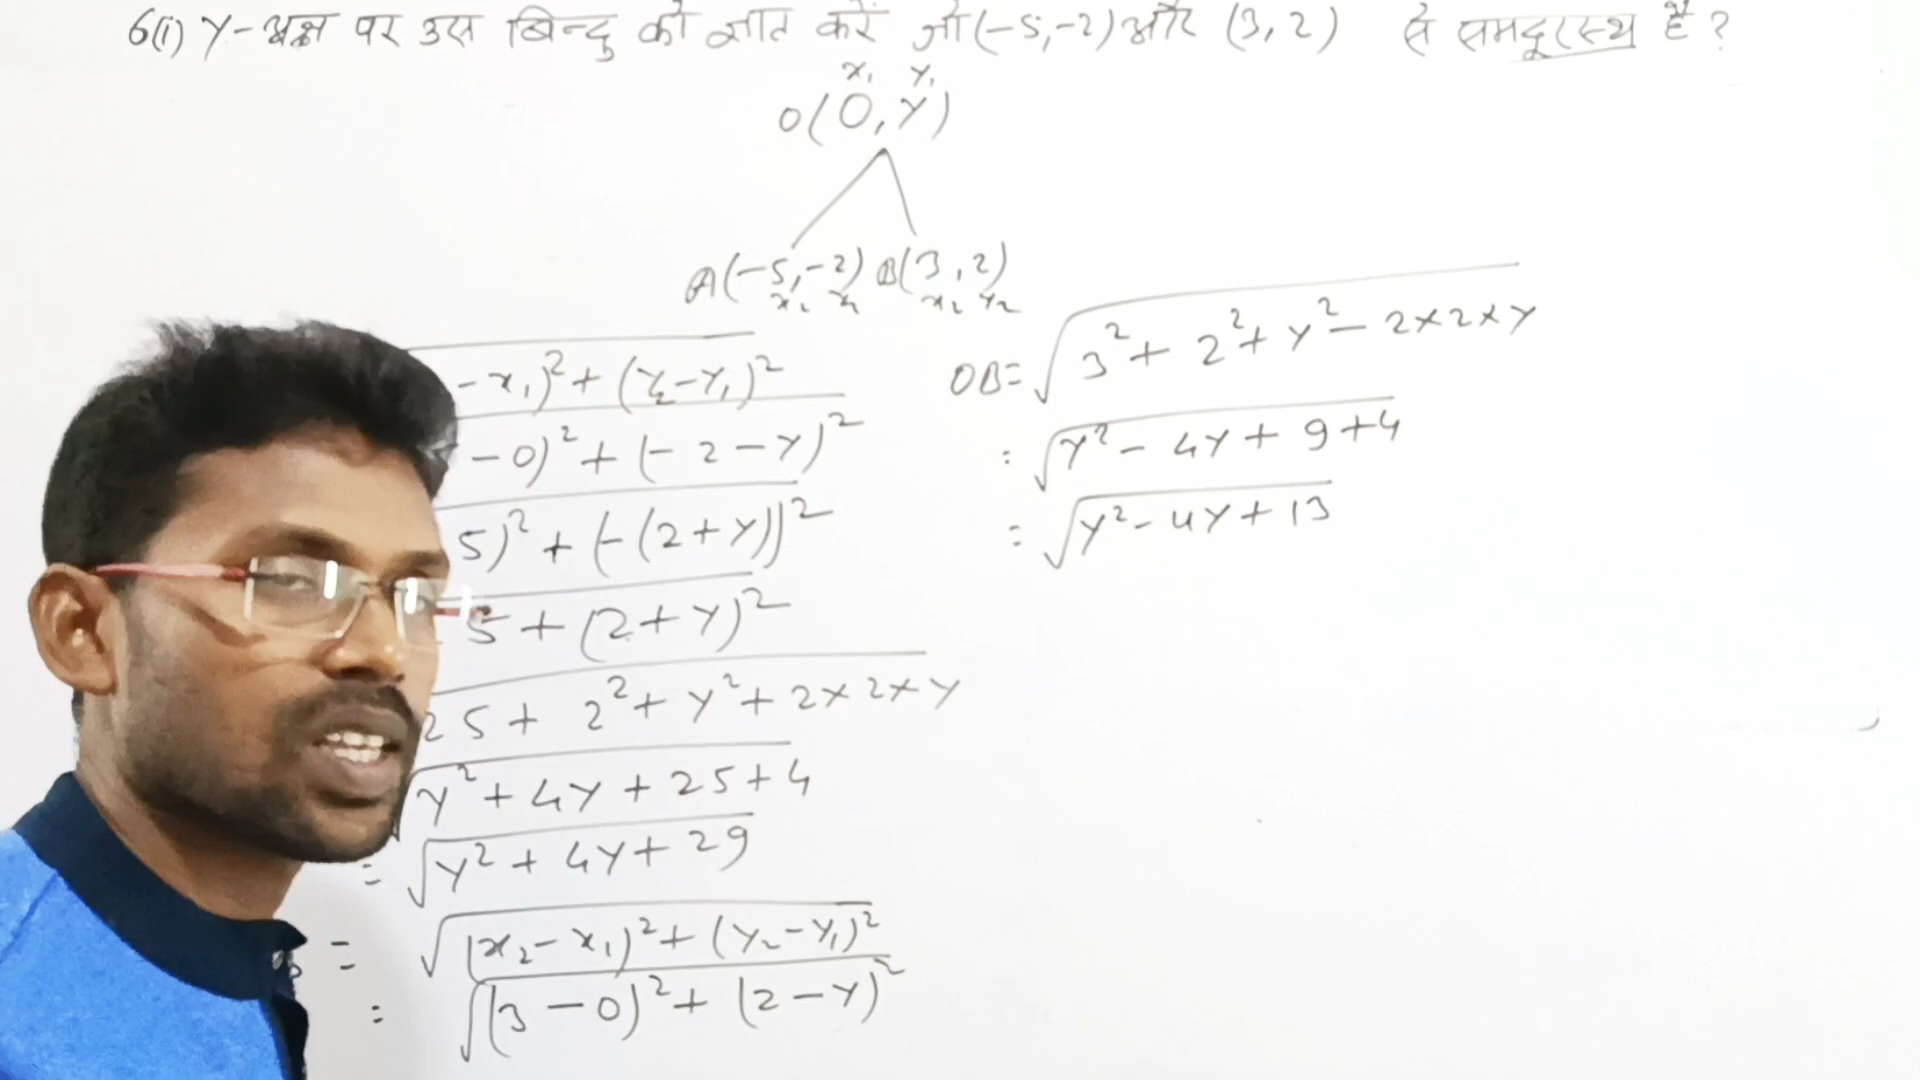 6(i) Y-अक्ष पर उस बिन्दु को ज्ञात करें जो (-5,-2) और (3, 2) से समदूरस्थ हैं ?
x₁ y₁
O(0, y)
A(-5,-2) B(3, 2)
x₂ y₂ x₂ y₂
- x₁)² + (y₂-y₁)²
- 0)² + (- 2 - y)²
5)² + (-(2+y))²
5 + (2+y)²
25 + 2² + y² + 2×2×y
√y² + 4y + 25+4
= √y² + 4y + 29
= √(x₂-x₁)² + (y₂-y₁)²
= √(3-0)² + (2-y)²
OB = √3² + 2² + y² - 2×2×y
= √y² - 4y + 9+4
= √y² - 4y + 13